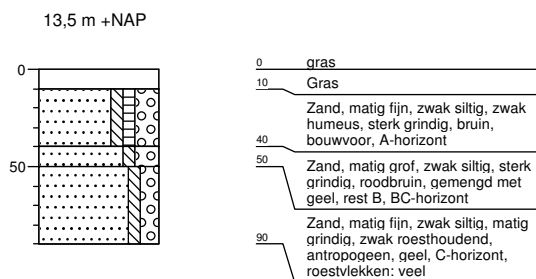 13,5 m +NAP
0
50
0
gras
10
Gras
Zand, matig fijn, zwak siltig, zwak
humeus, sterk grindig, bruin,
bouwvoor, A-horizont
40
50
Zand, matig grof, zwak siltig, sterk
grindig, roodbruin, gemengd met
geel, rest B, BC-horizont
Zand, matig fijn, zwak siltig, matig
grindig, zwak roesthoudend,
antropogeen, geel, C-horizont,
roestvlekken: veel
90